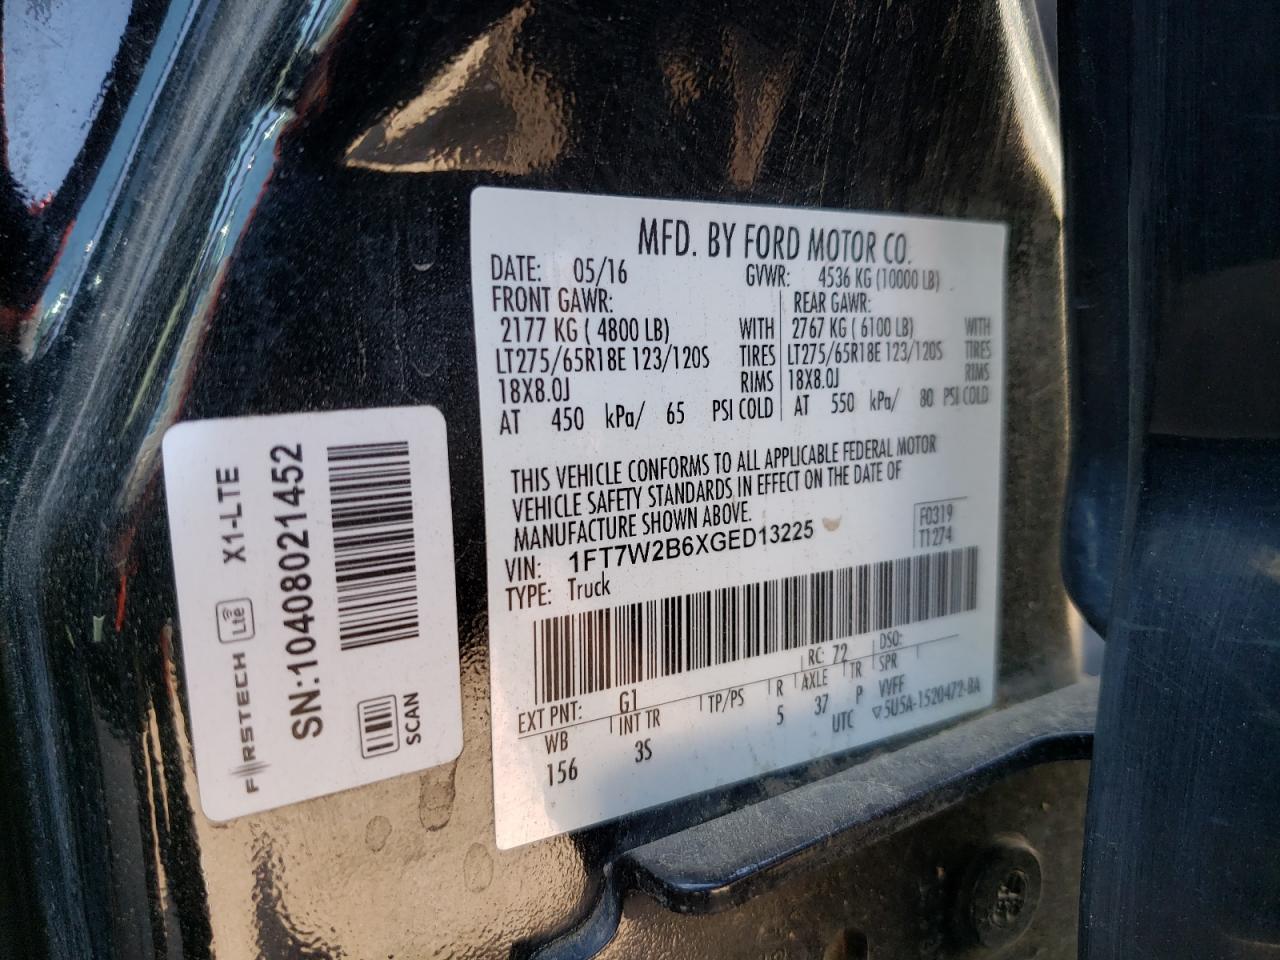 MFD. BY FORD MOTOR CO.
DATE: 05/16 GVWR: 4536 KG (10000 LB)
FRONT GAWR: REAR GAWR:
2177 KG ( 4800 LB) WITH 2767 KG ( 6100 LB) WITH
LT275/65R18E 123/120S TIRES LT275/65R18E 123/120S TIRES
18X8.0J RIMS 18X8.0J RIMS
AT 450 kPa/ 65 PSI COLD AT 550 kPa/ 80 PSI COLD
THIS VEHICLE CONFORMS TO ALL APPLICABLE FEDERAL MOTOR
VEHICLE SAFETY STANDARDS IN EFFECT ON THE DATE OF
MANUFACTURE SHOWN ABOVE.
VIN: 1FT7W2B6XGED13225
TYPE: Truck
F0319
T1274
EXT PNT: G1 RC: 72 DSO:
WB INT TR TP/PS R AXLE TR SPR
156 3S 5 37 P VVFF
UTC ▽5U5A-1520472-BA
FIRSTECH Lte X1-LTE
SN:10408021452
SCAN